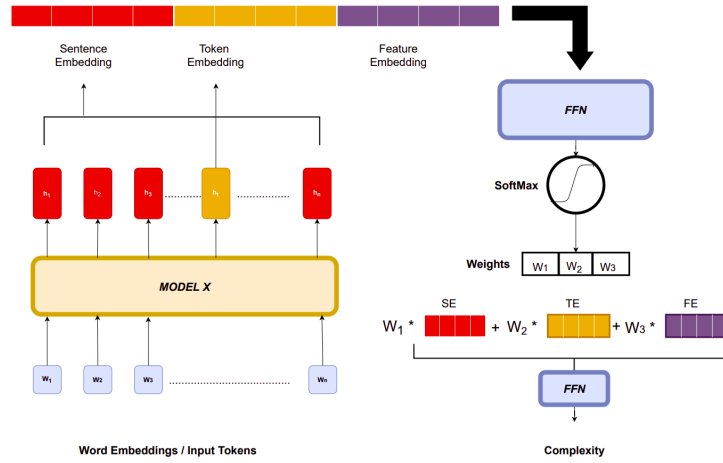 Sentence
Embedding
Token
Embedding
Feature
Embedding
FFN
SoftMax
h1
h2
h3
ht
hn
MODEL X
Weights
W1 W2 W3
SE TE FE
W1 * + W2 * + W3 *
W1
W2
W3
Wn
FFN
Word Embeddings / Input Tokens
Complexity